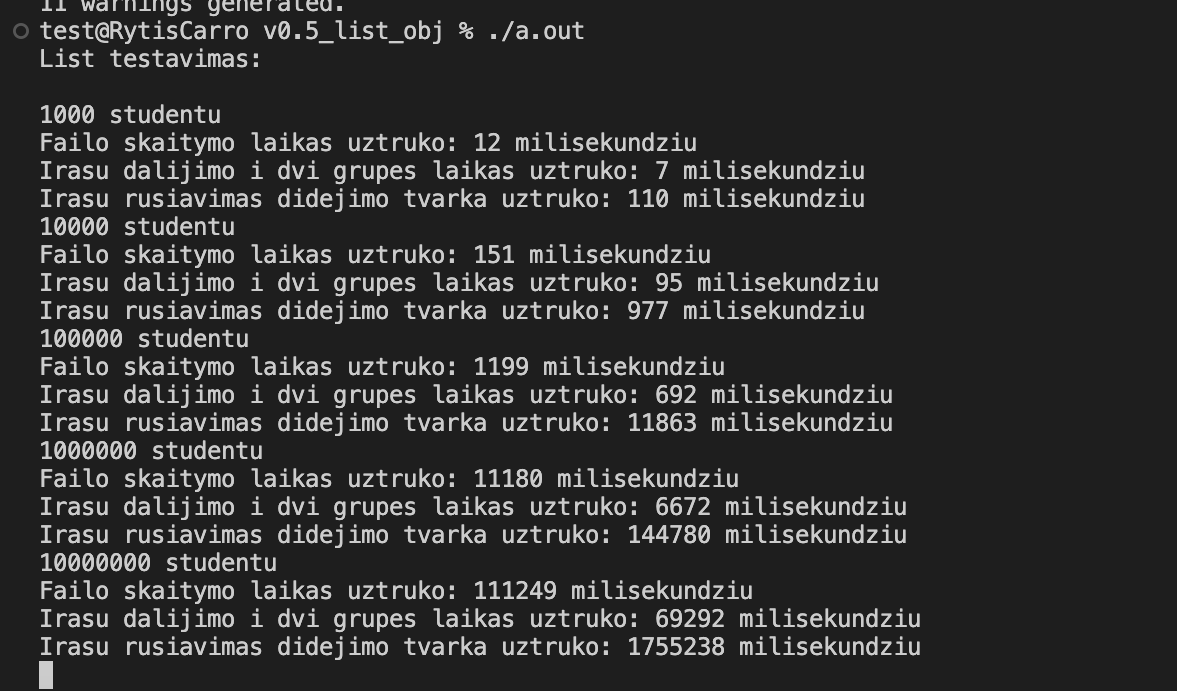 11 warnings generated.
test@RytisCarro v0.5_list_obj % ./a.out
List testavimas:
1000 studentu
Failo skaitymo laikas uztruko: 12 milisekundziu
Irasu dalijimo i dvi grupes laikas uztruko: 7 milisekundziu
Irasu rusiavimas didejimo tvarka uztruko: 110 milisekundziu
10000 studentu
Failo skaitymo laikas uztruko: 151 milisekundziu
Irasu dalijimo i dvi grupes laikas uztruko: 95 milisekundziu
Irasu rusiavimas didejimo tvarka uztruko: 977 milisekundziu
100000 studentu
Failo skaitymo laikas uztruko: 1199 milisekundziu
Irasu dalijimo i dvi grupes laikas uztruko: 692 milisekundziu
Irasu rusiavimas didejimo tvarka uztruko: 11863 milisekundziu
1000000 studentu
Failo skaitymo laikas uztruko: 11180 milisekundziu
Irasu dalijimo i dvi grupes laikas uztruko: 6672 milisekundziu
Irasu rusiavimas didejimo tvarka uztruko: 144780 milisekundziu
10000000 studentu
Failo skaitymo laikas uztruko: 111249 milisekundziu
Irasu dalijimo i dvi grupes laikas uztruko: 69292 milisekundziu
Irasu rusiavimas didejimo tvarka uztruko: 1755238 milisekundziu